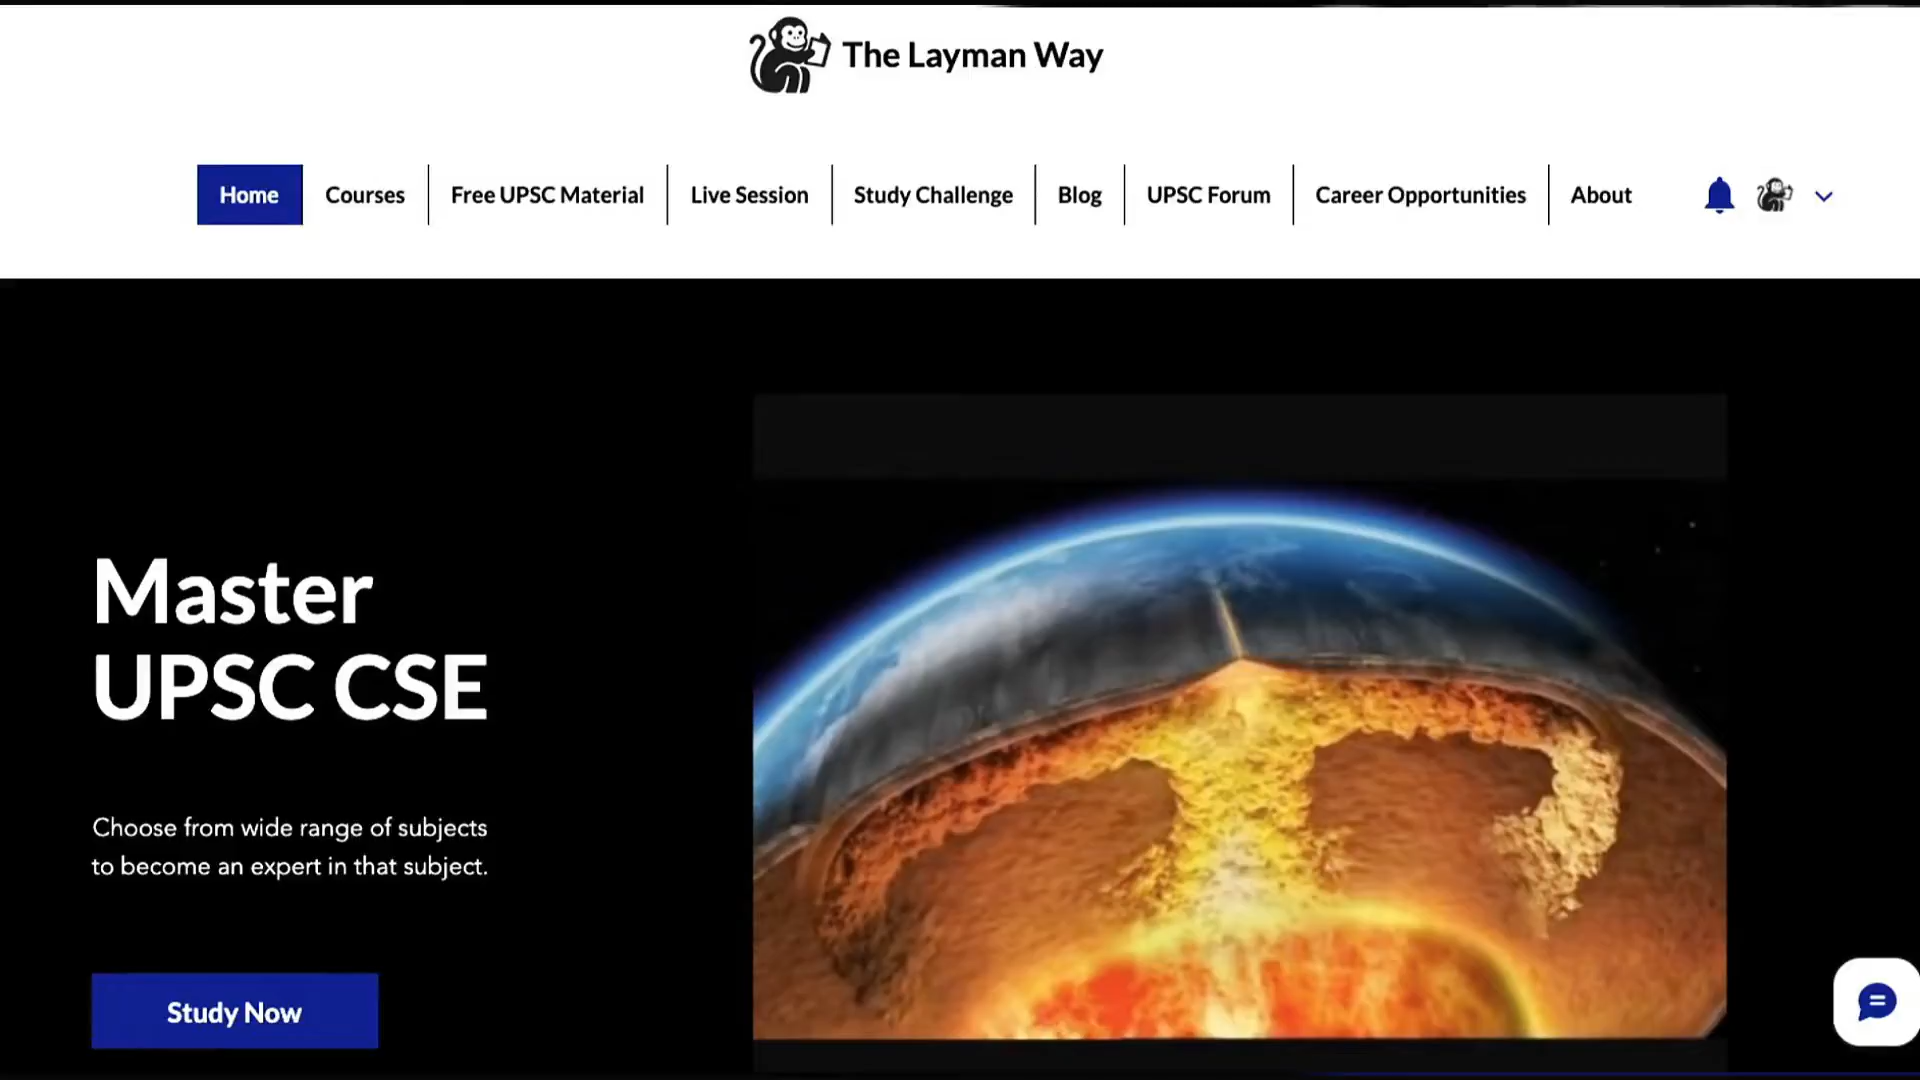 The Layman Way
Home
Courses
Free UPSC Material
Live Session
Study Challenge
Blog
UPSC Forum
Career Opportunities
About
Master
UPSC CSE
Choose from wide range of subjects
to become an expert in that subject.
Study Now